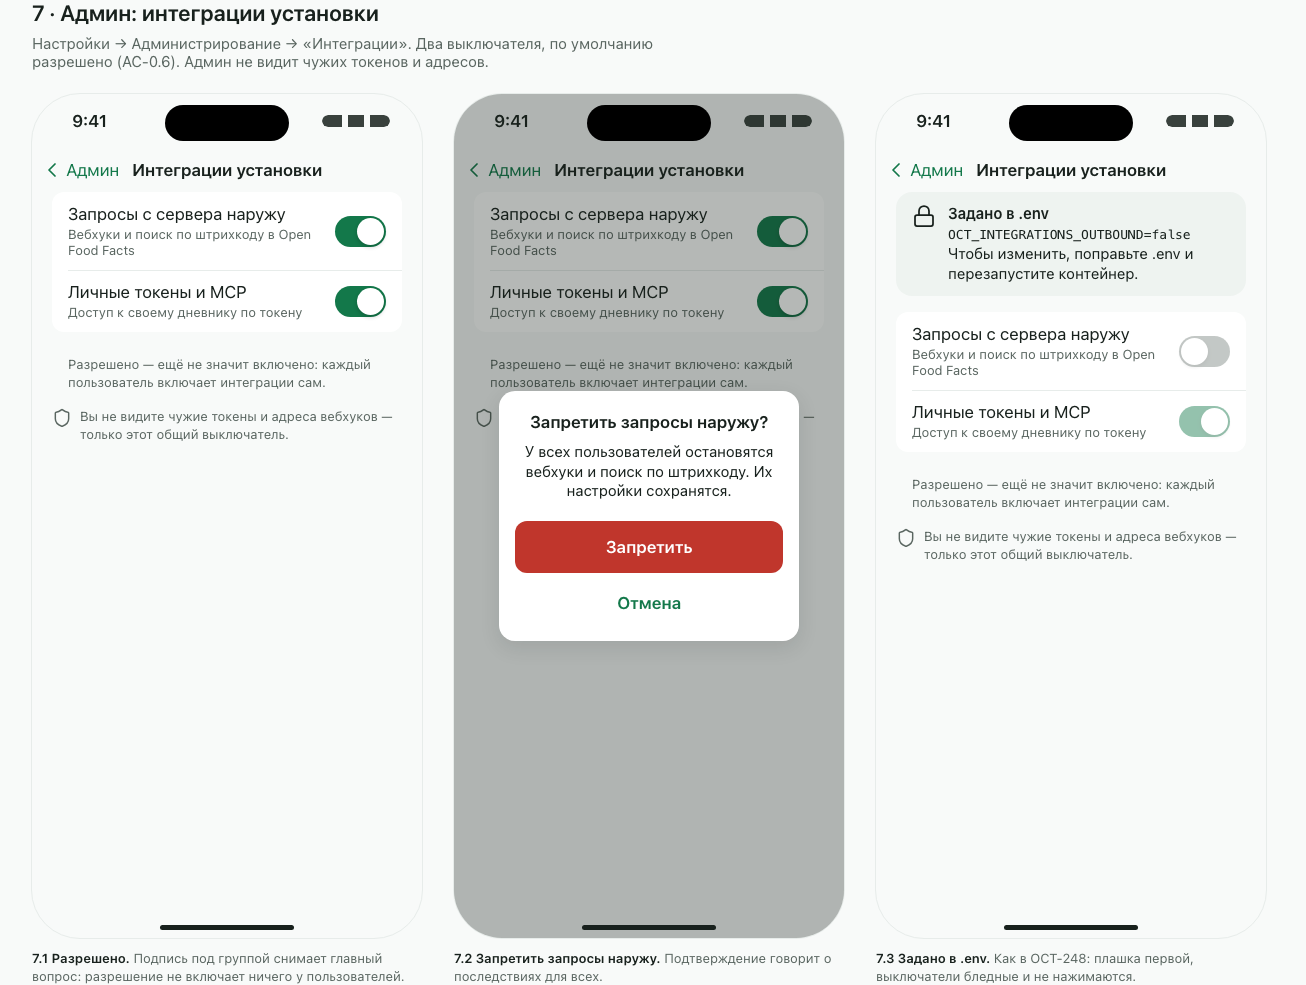 7 · Админ: интеграции установки
Настройки → Администрирование → «Интеграции». Два выключателя, по умолчанию
разрешено (AC-0.6). Админ не видит чужих токенов и адресов.
9:41
Админ Интеграции установки
Запросы с сервера наружу
Вебхуки и поиск по штрихкоду в Open
Food Facts
Личные токены и MCP
Доступ к своему дневнику по токену
Разрешено — ещё не значит включено: каждый
пользователь включает интеграции сам.
Вы не видите чужие токены и адреса вебхуков —
только этот общий выключатель.
7.1 Разрешено. Подпись под группой снимает главный
вопрос: разрешение не включает ничего у пользователей.
9:41
Админ Интеграции установки
Запросы с сервера наружу
Вебхуки и поиск по штрихкоду в Open
Food Facts
Личные токены и MCP
Доступ к своему дневнику по токену
Разрешено — ещё не значит включено: каждый
пользователь включает интеграции сам.
—
Запретить запросы наружу?
У всех пользователей остановятся
вебхуки и поиск по штрихкоду. Их
настройки сохранятся.
Запретить
Отмена
7.2 Запретить запросы наружу. Подтверждение говорит о
последствиях для всех.
9:41
Админ Интеграции установки
Задано в .env
OCT_INTEGRATIONS_OUTBOUND=false
Чтобы изменить, поправьте .env и
перезапустите контейнер.
Запросы с сервера наружу
Вебхуки и поиск по штрихкоду в Open
Food Facts
Личные токены и MCP
Доступ к своему дневнику по токену
Разрешено — ещё не значит включено: каждый
пользователь включает интеграции сам.
Вы не видите чужие токены и адреса вебхуков —
только этот общий выключатель.
7.3 Задано в .env. Как в OCT-248: плашка первой,
выключатели бледные и не нажимаются.